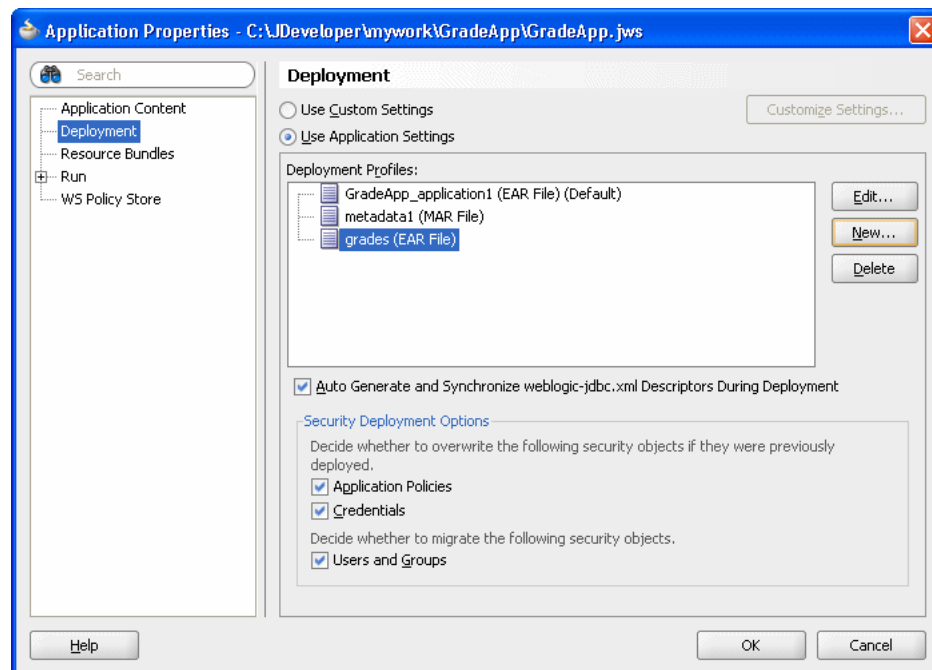 Application Properties - C:\JDeveloper\mywork\GradeApp\GradeApp.jws
Search
Application Content
Deployment
Resource Bundles
Run
WS Policy Store
Deployment
Use Custom Settings
Customize Settings...
Use Application Settings
Deployment Profiles:
GradeApp_application1 (EAR File) (Default)
metadata1 (MAR File)
grades (EAR File)
Edit...
New...
Delete
Auto Generate and Synchronize weblogic-jdbc.xml Descriptors During Deployment
Security Deployment Options
Decide whether to overwrite the following security objects if they were previously
deployed.
Application Policies
Credentials
Decide whether to migrate the following security objects.
Users and Groups
Help
OK
Cancel